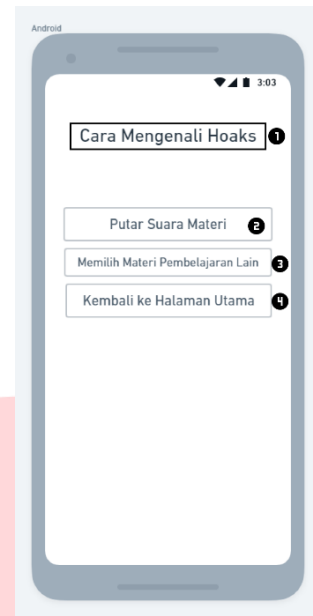 Android
3:03
Cara Mengenali Hoaks 1
Putar Suara Materi 2
Memilih Materi Pembelajaran Lain 3
Kembali ke Halaman Utama 4